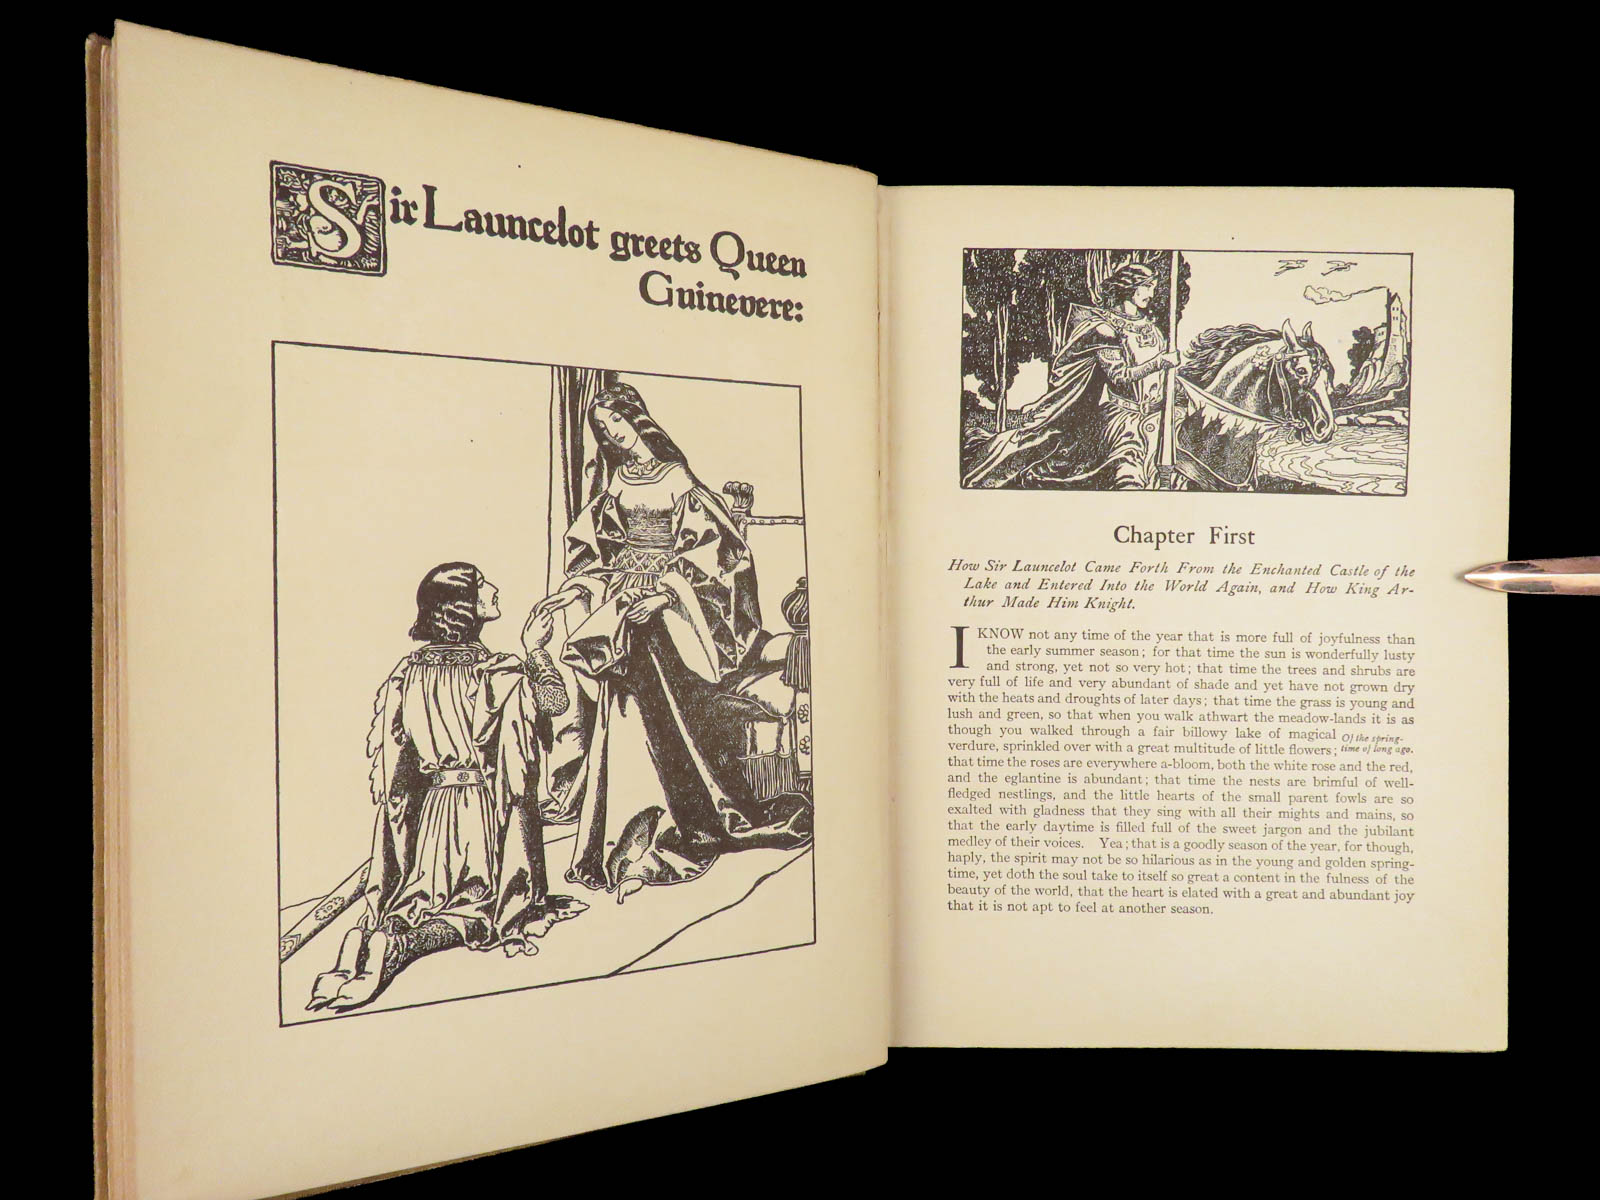 Sir Launcelot greets Queen
Guinevere:
Chapter First
How Sir Launcelot Came Forth From the Enchanted Castle of the
Lake and Entered Into the World Again, and How King Ar-
thur Made Him Knight.
I KNOW not any time of the year that is more full of joyfulness than
the early summer season; for that time the sun is wonderfully lusty
and strong, yet not so very hot; that time the trees and shrubs are
very full of life and very abundant of shade and yet have not grown dry
with the heats and droughts of later days; that time the grass is young and
lush and green, so that when you walk athwart the meadow-lands it is as
though you walked through a fair billowy lake of magical
verdure, sprinkled over with a great multitude of little flowers;
Of the spring-
time of long ago.
that time the roses are everywhere a-bloom, both the white rose and the red,
and the eglantine is abundant; that time the nests are brimful of well-
fledged nestlings, and the little hearts of the small parent fowls are so
exalted with gladness that they sing with all their mights and mains, so
that the early daytime is filled full of the sweet jargon and the jubilant
medley of their voices. Yea; that is a goodly season of the year, for though,
haply, the spirit may not be so hilarious as in the young and golden spring-
time, yet doth the soul take to itself so great a content in the fulness of the
beauty of the world, that the heart is elated with a great and abundant joy
that it is not apt to feel at another season.